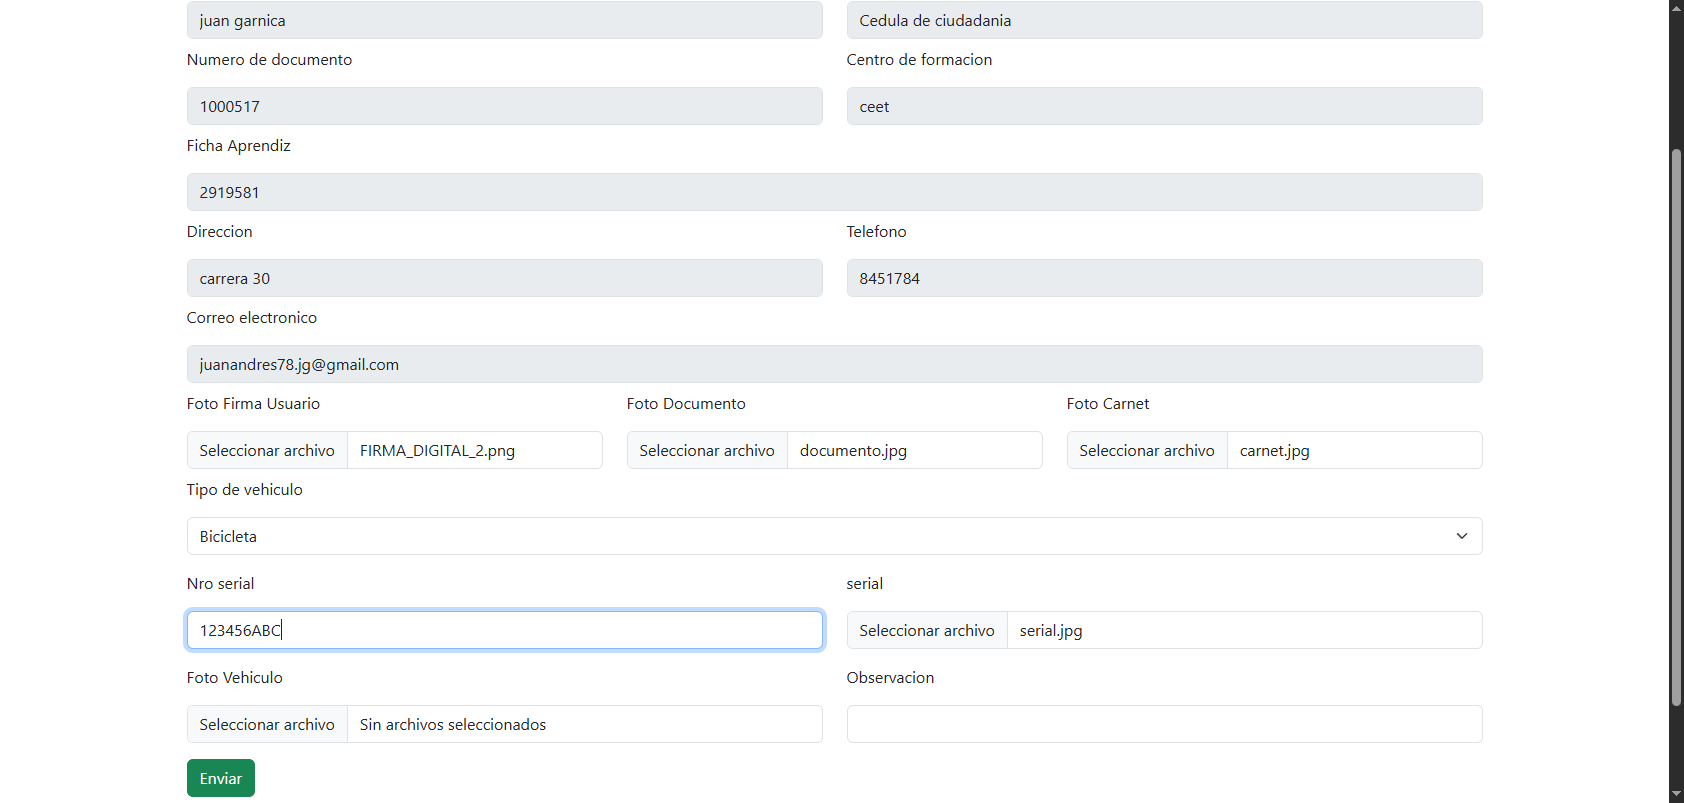 juan garnica Cedula de ciudadania
Numero de documento Centro de formacion
1000517 ceet
Ficha Aprendiz
2919581
Direccion Telefono
carrera 30 8451784
Correo electronico
juanandres78.jg@gmail.com
Foto Firma Usuario Foto Documento Foto Carnet
Seleccionar archivo FIRMA_DIGITAL_2.png Seleccionar archivo documento.jpg Seleccionar archivo carnet.jpg
Tipo de vehiculo
Bicicleta
Nro serial serial
123456ABC Seleccionar archivo serial.jpg
Foto Vehiculo Observacion
Seleccionar archivo Sin archivos seleccionados
Enviar